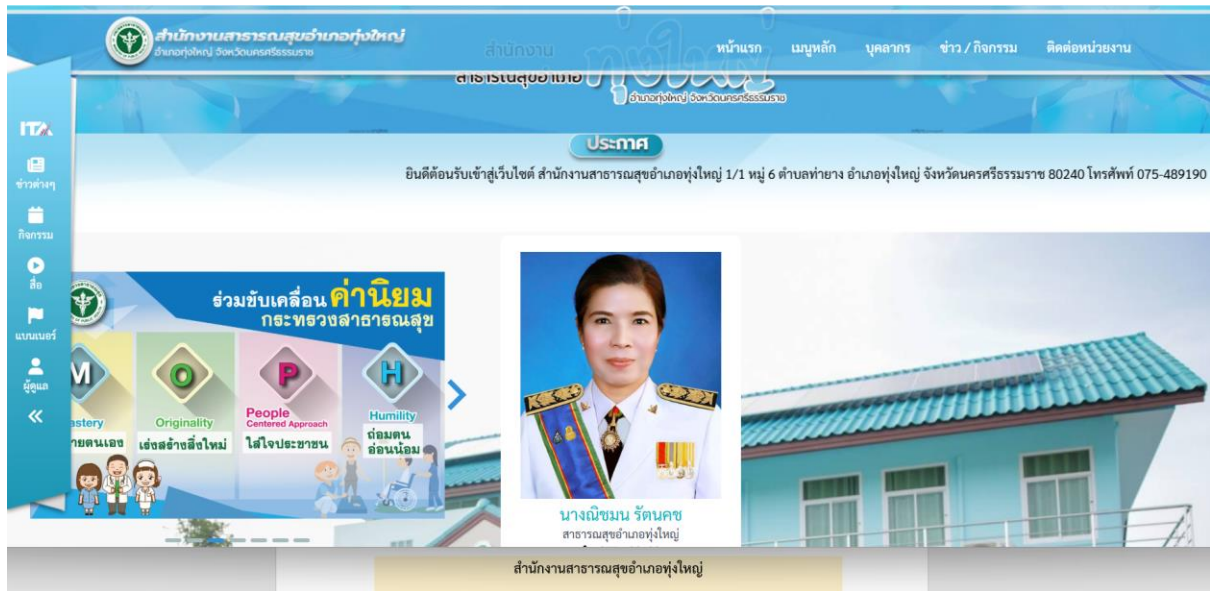 สำนักงานสาธารณสุขอำเภอทุ่งใหญ่
อำเภอทุ่งใหญ่ จังหวัดนครศรีธรรมราช
หน้าแรก
เมนูหลัก
บุคลากร
ข่าว / กิจกรรม
ติดต่อหน่วยงาน
สำนักงาน
สาธารณสุขอำเภอ
ทุ่งใหญ่
อำเภอทุ่งใหญ่ จังหวัดนครศรีธรรมราช
ITA
ข่าวต่างๆ
กิจกรรม
สื่อ
แบนเนอร์
ผู้ดูแล
ประกาศ
ยินดีต้อนรับเข้าสู่เว็บไซต์ สำนักงานสาธารณสุขอำเภอทุ่งใหญ่ 1/1 หมู่ 6 ตำบลท่ายาง อำเภอทุ่งใหญ่ จังหวัดนครศรีธรรมราช 80240 โทรศัพท์ 075-489190
ร่วมขับเคลื่อน ค่านิยม
กระทรวงสาธารณสุข
M
O
P
H
Originality
เร่งสร้างสิ่งใหม่
People
Centered Approach
ใส่ใจประชาชน
Humility
ถ่อมตน
อ่อนน้อม
นางณิชมน รัตนคช
สาธารณสุขอำเภอทุ่งใหญ่
สำนักงานสาธารณสุขอำเภอทุ่งใหญ่